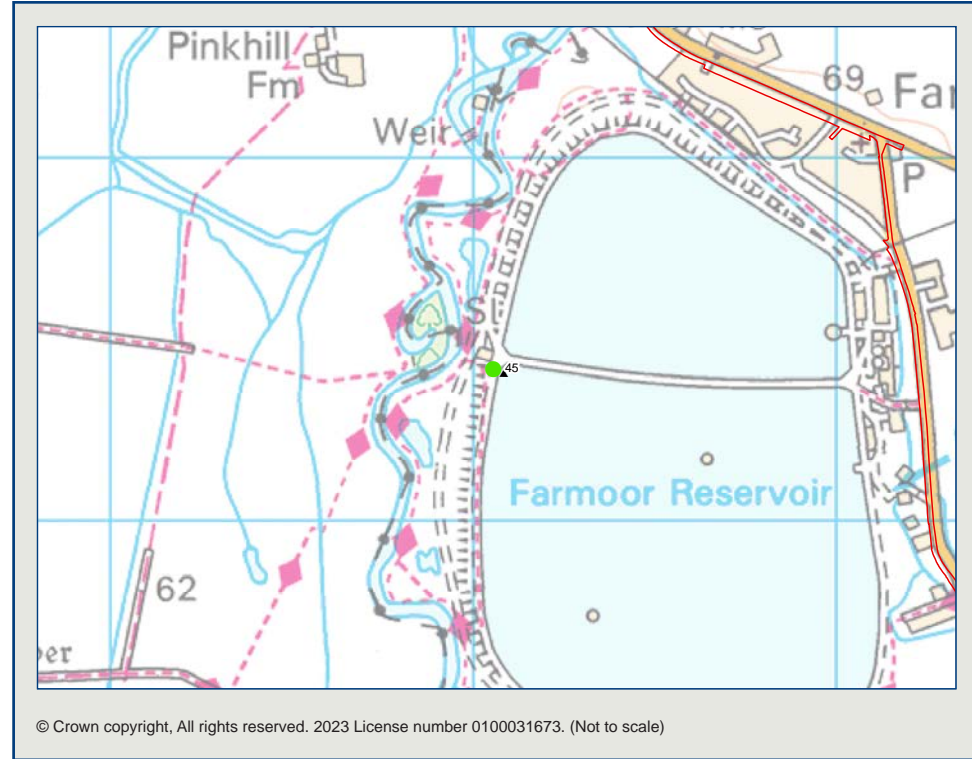 Pinkhill
Fm
Weir
69
Far
P
45
Farmoor Reservoir
62
er
© Crown copyright, All rights reserved. 2023 License number 0100031673. (Not to scale)